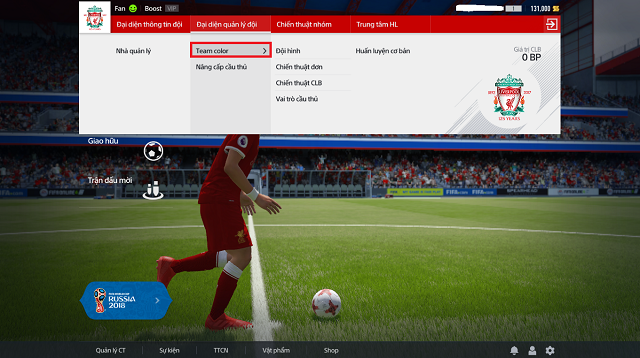 Fan Boost VIP 131,000
Đại diện thông tin đội Đại diện quản lý đội Chiến thuật nhóm Trung tâm HL
Nhà quản lý Team color > Đội hình Huấn luyện cơ bản Giá trị CLB
0 BP
Nâng cấp cầu thủ Chiến thuật đơn
Chiến thuật CLB
Vai trò cầu thủ
125 YEARS
Giao hữu
Trận đấu mới
RUSSIA
2018
Quản lý CT Sự kiện TTCN Vật phẩm Shop